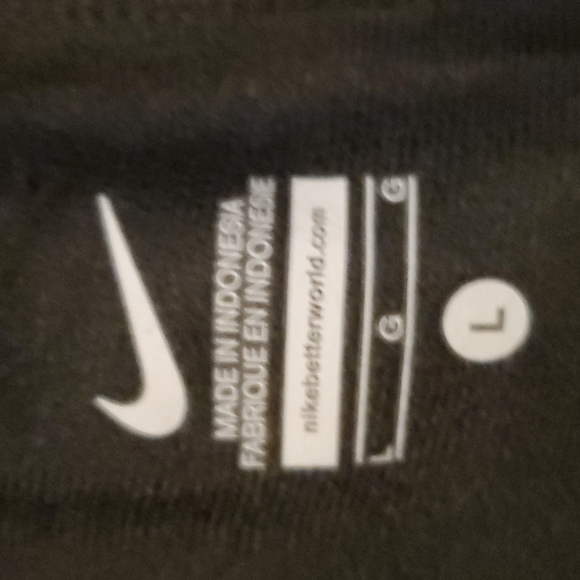 MADE IN INDONESIA
FABRIQUE EN INDONESIE
nikebetterworld.com
L G G
L